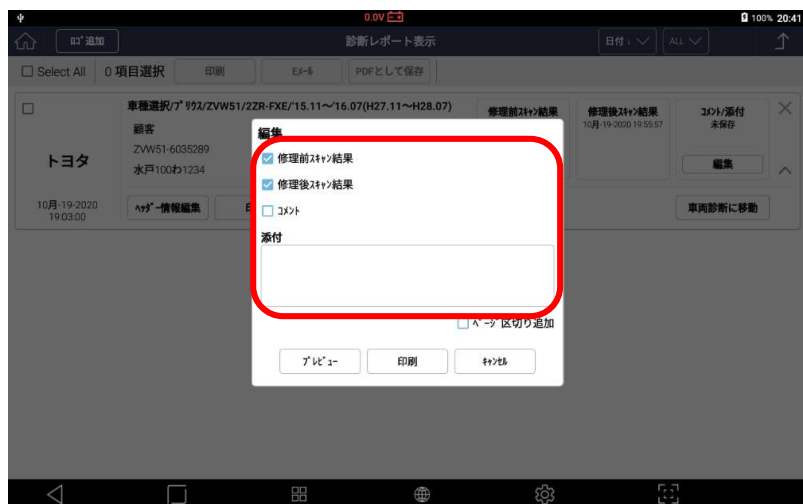 0.0V
100% 20:41
ﾛｺﾞ追加
診断レポート表示
日付↓
ALL
Select All
0 項目選択
印刷
Eﾒｰﾙ
PDFとして保存
車種選択/ﾌﾟﾘｳｽ/ZVW51/2ZR-FXE/'15.11〜'16.07(H27.11〜H28.07)
顧客
ZVW51-6035289
水戸100わ1234
トヨタ
10月-19-2020
19:03:00
修理前ｽｷｬﾝ結果
修理後ｽｷｬﾝ結果
10月-19-2020 19:55:57
ｺﾒﾝﾄ/添付
未保存
編集
ﾍｯﾀﾞｰ情報編集
車両診断に移動
編集
修理前ｽｷｬﾝ結果
修理後ｽｷｬﾝ結果
ｺﾒﾝﾄ
添付
ﾍﾟｰｼﾞ区切り追加
ﾌﾟﾚﾋﾞｭｰ
印刷
ｷｬﾝｾﾙ